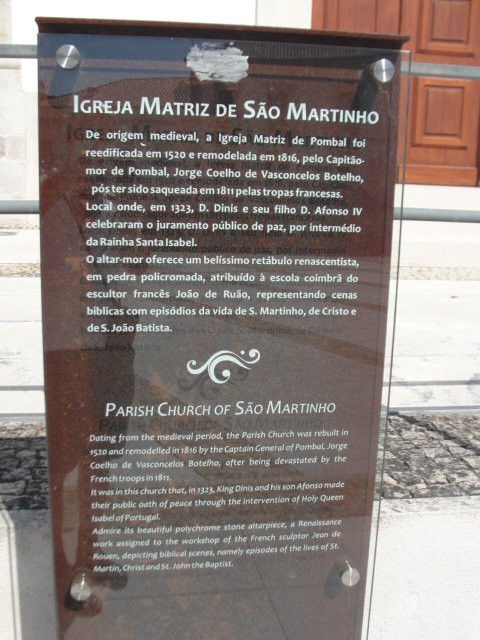 IGREJA MATRIZ DE SÃO MARTINHO
De origem medieval, a Igreja Matriz de Pombal foi
reedificada em 1520 e remodelada em 1816, pelo Capitão-
mor de Pombal, Jorge Coelho de Vasconcelos Botelho,
pós ter sido saqueada em 1811 pelas tropas francesas.
Local onde, em 1323, D. Dinis e seu filho D. Afonso IV
celebraram o juramento público de paz, por intermédio
da Rainha Santa Isabel.
O altar-mor oferece um belíssimo retábulo renascentista,
em pedra policromada, atribuído à escola coimbrã do
escultor francês João de Ruão, representando cenas
bíblicas com episódios da vida de S. Martinho, de Cristo e
de S. João Batista.
PARISH CHURCH OF SÃO MARTINHO
Dating from the medieval period, the Parish Church was rebuilt in
1520 and remodelled in 1816 by the Captain General of Pombal, Jorge
Coelho de Vasconcelos Botelho, after being devastated by the
French troops in 1811.
It was in this church that, in 1323, King Dinis and his son Afonso made
their public oath of peace through the intervention of Holy Queen
Isabel of Portugal.
Admire its beautiful polychrome stone altarpiece, a Renaissance
work assigned to the workshop of the French sculptor Jean de
Rouen, depicting biblical scenes, namely episodes of the lives of St.
Martin, Christ and St. John the Baptist.